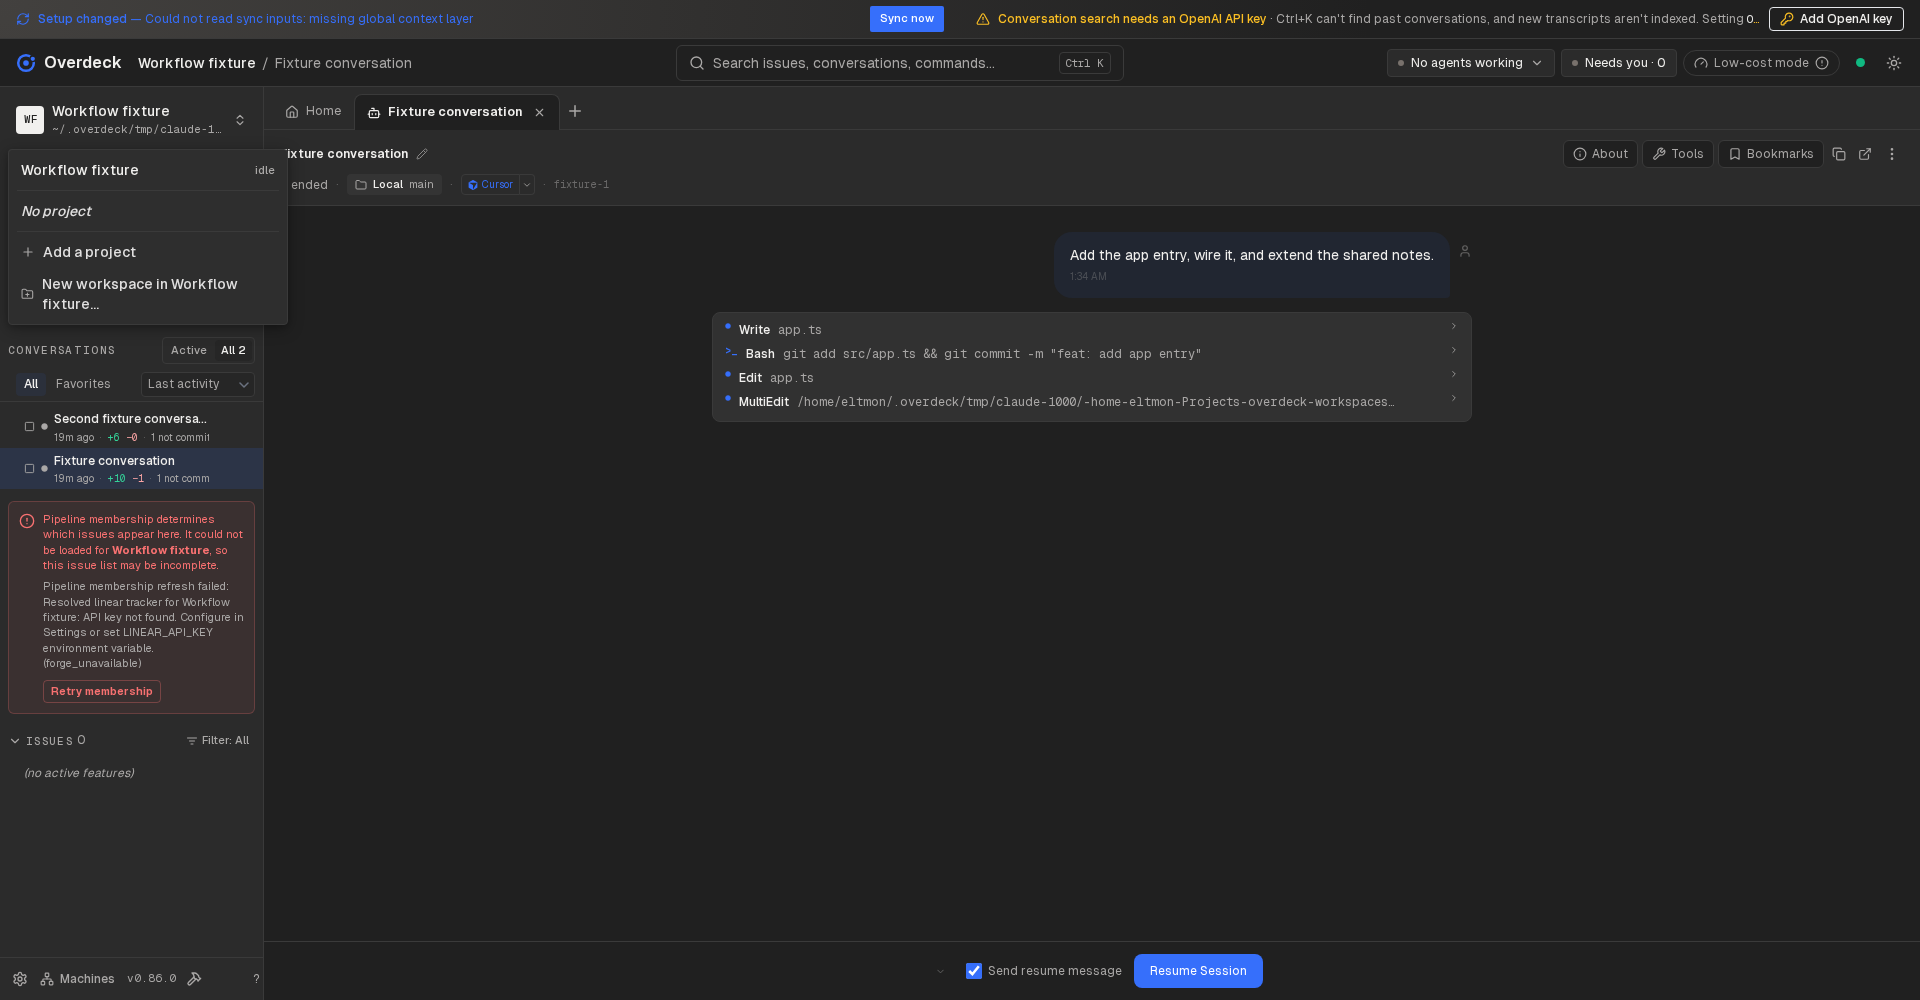 Setup changed — Could not read sync inputs: missing global context layer
Sync now
Conversation search needs an OpenAI API key · Ctrl+K can't find past conversations, and new transcripts aren't indexed. Setting o…
Add OpenAI key
Overdeck
Workflow fixture / Fixture conversation
Search issues, conversations, commands...
Ctrl K
No agents working
Needs you · 0
Low-cost mode
WF
Workflow fixture
~/.overdeck/tmp/claude-1…
Home
Fixture conversation
Workflow fixture
idle
No project
Add a project
New workspace in Workflow
fixture...
ixture conversation
About
Tools
Bookmarks
ended · Local main · Cursor · fixture-1
Add the app entry, wire it, and extend the shared notes.
1:34 AM
Write app.ts
>_ Bash git add src/app.ts && git commit -m "feat: add app entry"
Edit app.ts
MultiEdit /home/eltmon/.overdeck/tmp/claude-1000/-home-eltmon-Projects-overdeck-workspaces…
CONVERSATIONS
Active
All 2
All
Favorites
Last activity
Second fixture conversa...
19m ago · +6 −0 · 1 not commit
Fixture conversation
19m ago · +10 −1 · 1 not comm
Pipeline membership determines
which issues appear here. It could not
be loaded for Workflow fixture, so
this issue list may be incomplete.
Pipeline membership refresh failed:
Resolved linear tracker for Workflow
fixture: API key not found. Configure in
Settings or set LINEAR_API_KEY
environment variable.
(forge_unavailable)
Retry membership
ISSUES 0
Filter: All
(no active features)
Machines
v0.86.0
?
Send resume message
Resume Session